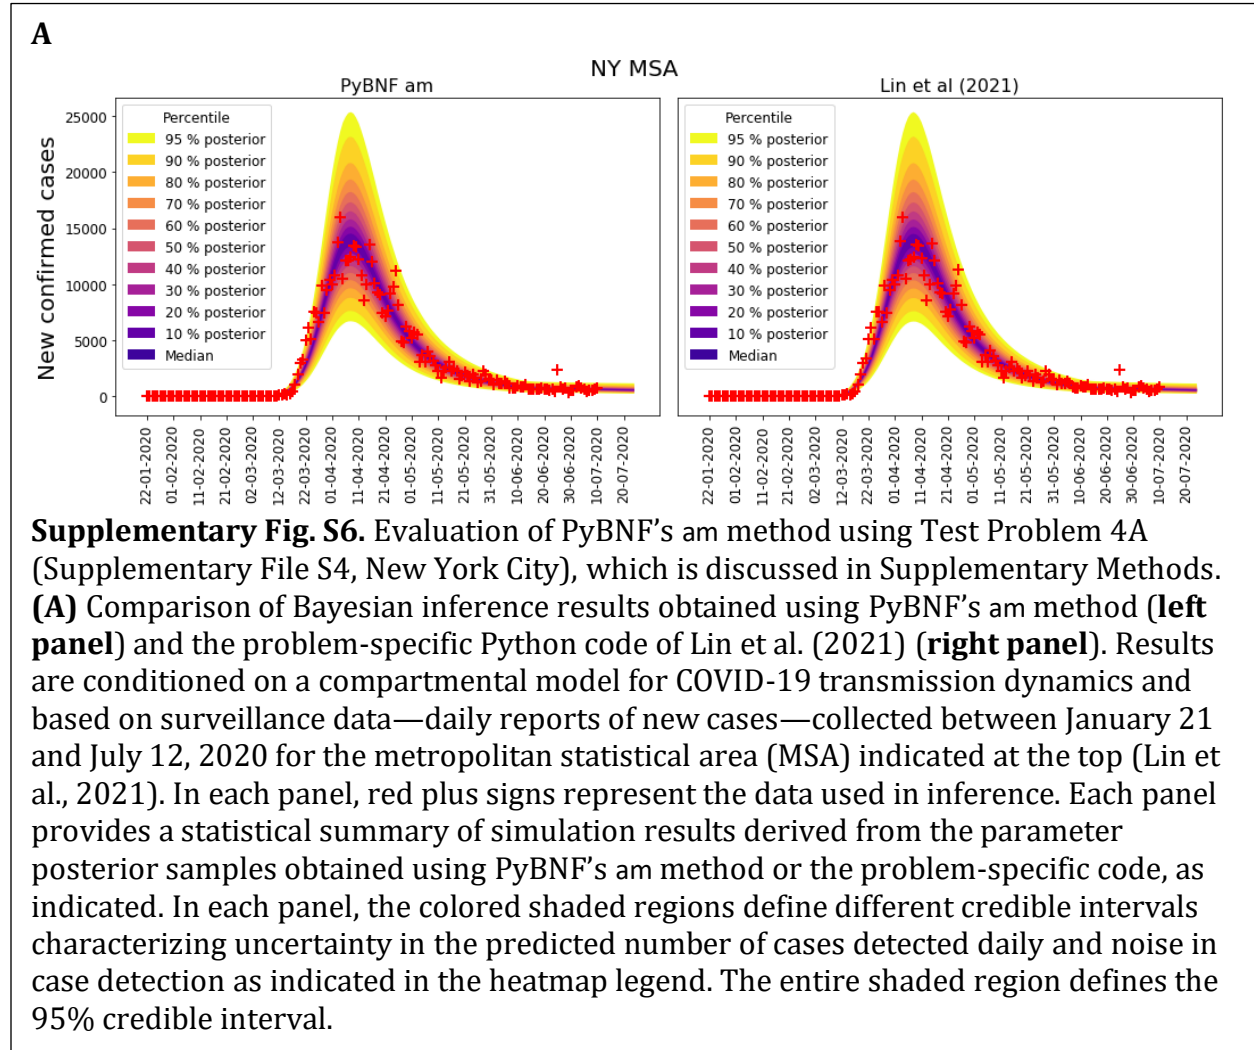 A
NY MSA
PyBNF am
Lin et al (2021)
New confirmed cases
25000
20000
15000
10000
5000
0
Percentile
95 % posterior
90 % posterior
80 % posterior
70 % posterior
60 % posterior
50 % posterior
40 % posterior
30 % posterior
20 % posterior
10 % posterior
Median
22-01-2020
01-02-2020
11-02-2020
21-02-2020
02-03-2020
12-03-2020
22-03-2020
01-04-2020
11-04-2020
21-04-2020
01-05-2020
11-05-2020
21-05-2020
31-05-2020
10-06-2020
20-06-2020
30-06-2020
10-07-2020
20-07-2020
Percentile
95 % posterior
90 % posterior
80 % posterior
70 % posterior
60 % posterior
50 % posterior
40 % posterior
30 % posterior
20 % posterior
10 % posterior
Median
22-01-2020
01-02-2020
11-02-2020
21-02-2020
02-03-2020
12-03-2020
22-03-2020
01-04-2020
11-04-2020
21-04-2020
01-05-2020
11-05-2020
21-05-2020
31-05-2020
10-06-2020
20-06-2020
30-06-2020
10-07-2020
20-07-2020
Supplementary Fig. S6. Evaluation of PyBNF’s am method using Test Problem 4A
(Supplementary File S4, New York City), which is discussed in Supplementary Methods.
(A) Comparison of Bayesian inference results obtained using PyBNF’s am method (left
panel) and the problem-specific Python code of Lin et al. (2021) (right panel). Results
are conditioned on a compartmental model for COVID-19 transmission dynamics and
based on surveillance data—daily reports of new cases—collected between January 21
and July 12, 2020 for the metropolitan statistical area (MSA) indicated at the top (Lin et
al., 2021). In each panel, red plus signs represent the data used in inference. Each panel
provides a statistical summary of simulation results derived from the parameter
posterior samples obtained using PyBNF’s am method or the problem-specific code, as
indicated. In each panel, the colored shaded regions define different credible intervals
characterizing uncertainty in the predicted number of cases detected daily and noise in
case detection as indicated in the heatmap legend. The entire shaded region defines the
95% credible interval.